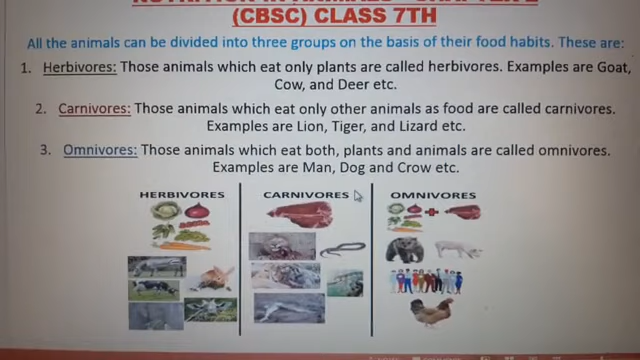 (CBSC) CLASS 7TH
All the animals can be divided into three groups on the basis of their food habits. These are:
1. Herbivores: Those animals which eat only plants are called herbivores. Examples are Goat,
Cow, and Deer etc.
2. Carnivores: Those animals which eat only other animals as food are called carnivores.
Examples are Lion, Tiger, and Lizard etc.
3. Omnivores: Those animals which eat both, plants and animals are called omnivores.
Examples are Man, Dog and Crow etc.
HERBIVORES
CARNIVORES
OMNIVORES